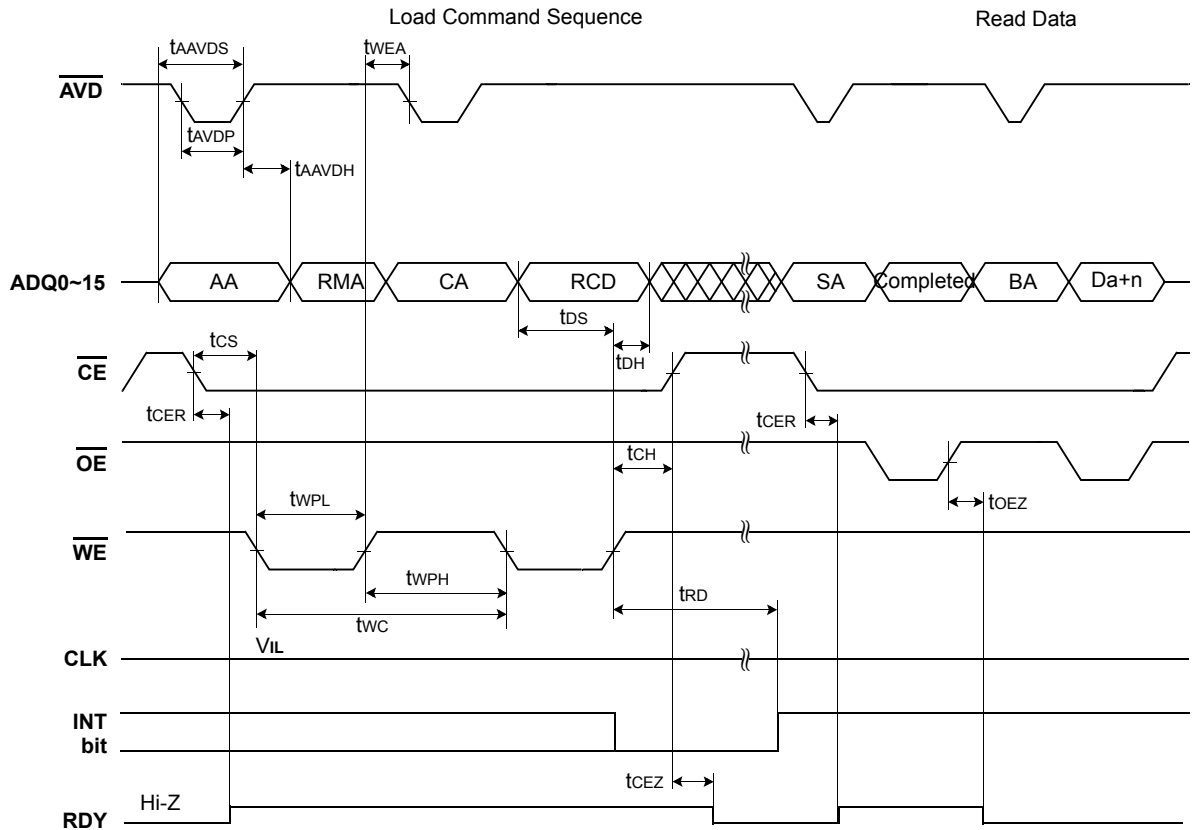 Load Command Sequence
Read Data
tAAVDS
tWEA
AVD
tAVDP
tAAVDH
ADQ0~15
AA
RMA
CA
RCD
SA
Completed
BA
Da+n
tDS
tCS
tDH
CE
tCER
tCER
OE
tCH
tOEZ
tWPL
WE
tWPH
tRD
tWC
VIL
CLK
INT
bit
tCEZ
Hi-Z
RDY